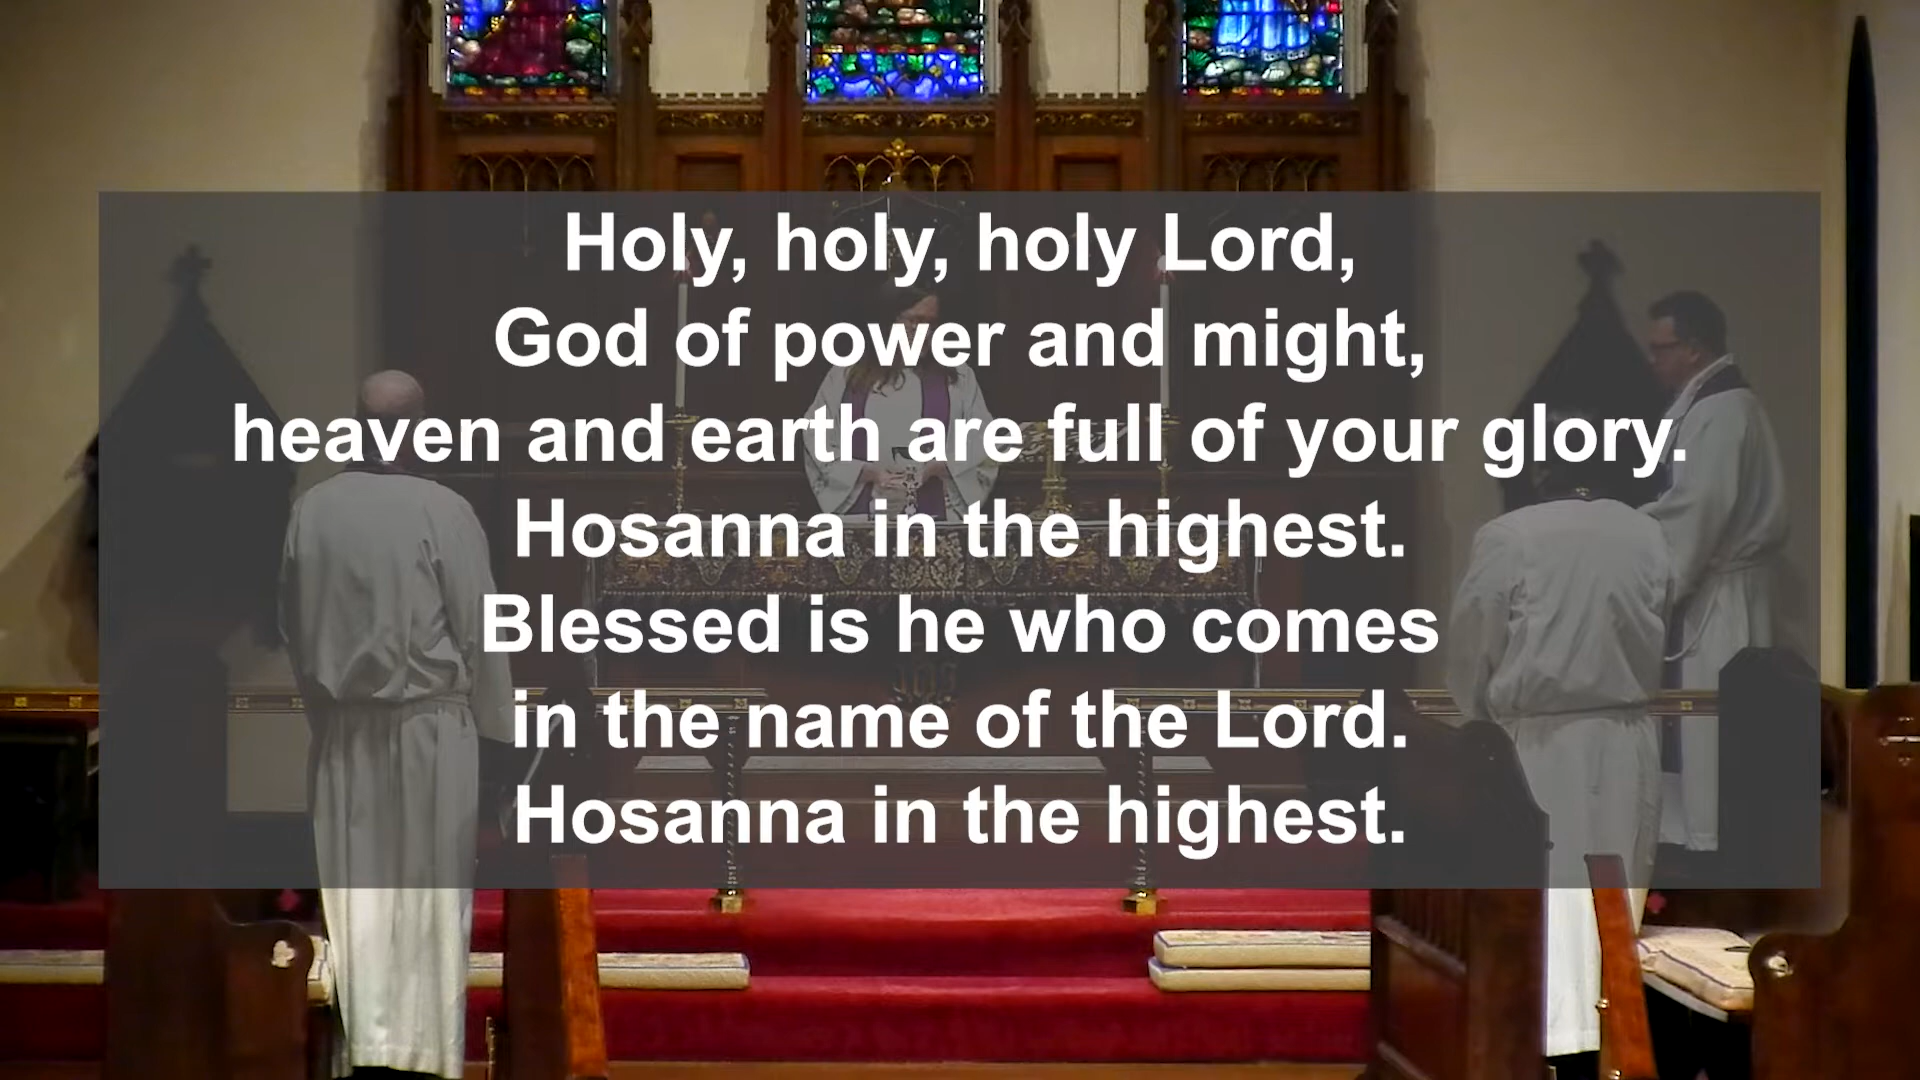 Holy, holy, holy Lord,
God of power and might,
heaven and earth are full of your glory.
Hosanna in the highest.
Blessed is he who comes
in the name of the Lord.
Hosanna in the highest.